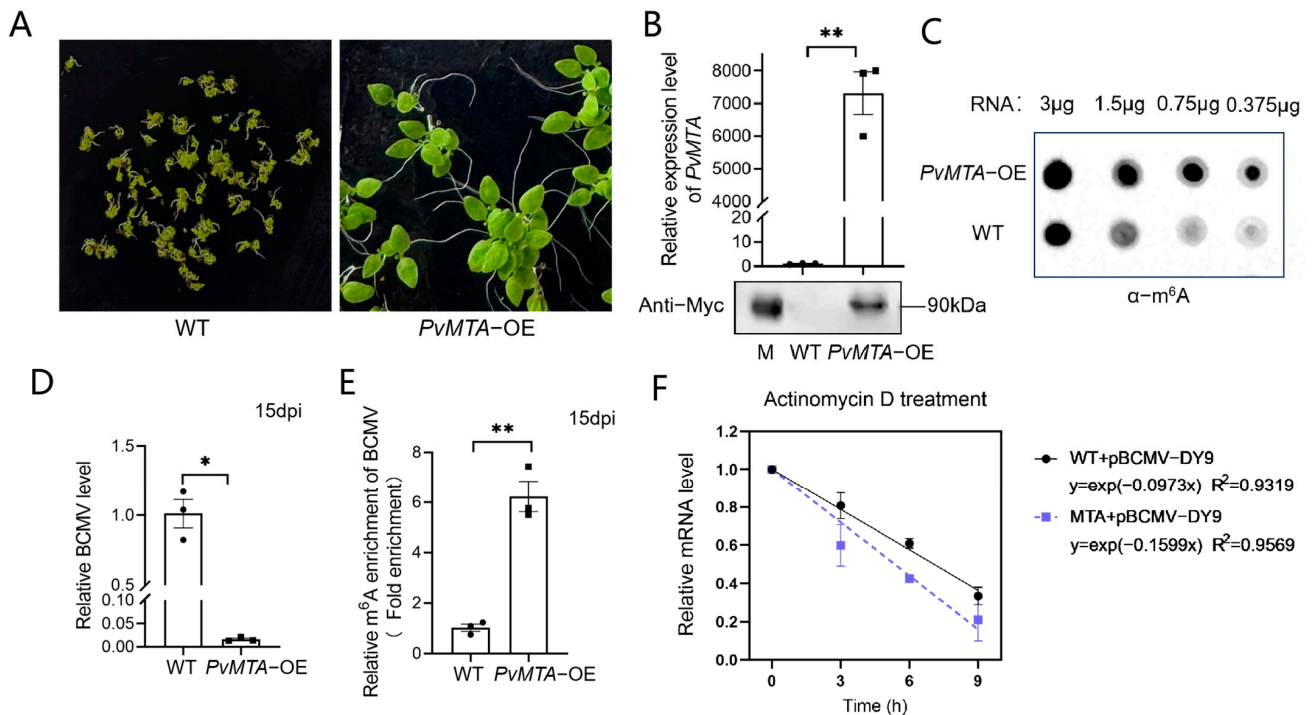 A
WT
PvMTA−OE
B
**
Relative expression level
of PvMTA
8000
7000
6000
5000
4000
20
10
0
Anti−Myc
90kDa
M WT PvMTA−OE
C
RNA: 3μg 1.5μg 0.75μg 0.375μg
PvMTA−OE
WT
α−m⁶A
D
15dpi
*
Relative BCMV level
1.5
1.0
0.5
0.10
0.05
0.00
WT PvMTA−OE
E
15dpi
**
Relative m⁶A enrichment of BCMV
( Fold enrichment)
8
6
4
2
0
WT PvMTA−OE
F
Actinomycin D treatment
Relative mRNA level
1.2
1.0
0.8
0.6
0.4
0.2
0.0
0 3 6 9
Time (h)
WT+pBCMV−DY9
y=exp(−0.0973x) R²=0.9319
MTA+pBCMV−DY9
y=exp(−0.1599x) R²=0.9569